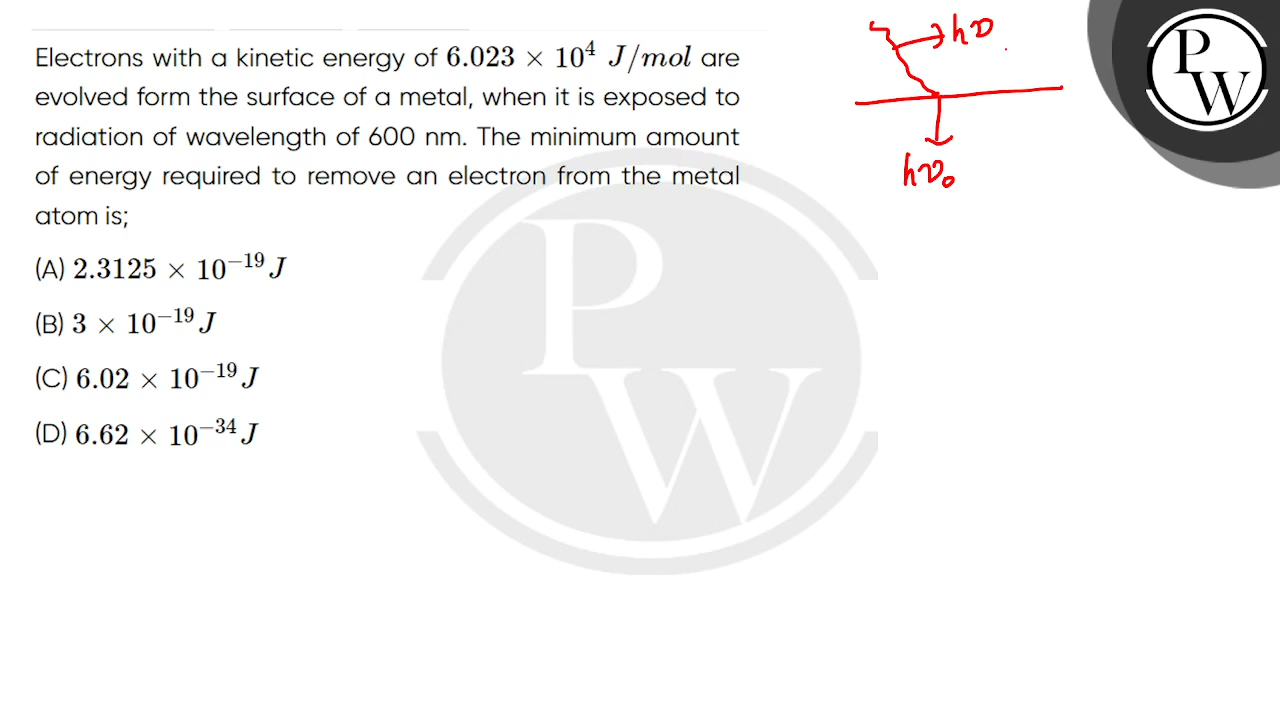 Electrons with a kinetic energy of 6.023 × 10⁴ J/mol are
evolved form the surface of a metal, when it is exposed to
radiation of wavelength of 600 nm. The minimum amount
of energy required to remove an electron from the metal
atom is;
(A) 2.3125 × 10⁻¹⁹ J
(B) 3 × 10⁻¹⁹ J
(C) 6.02 × 10⁻¹⁹ J
(D) 6.62 × 10⁻³⁴ J
hν
hν₀
P
W
P
W